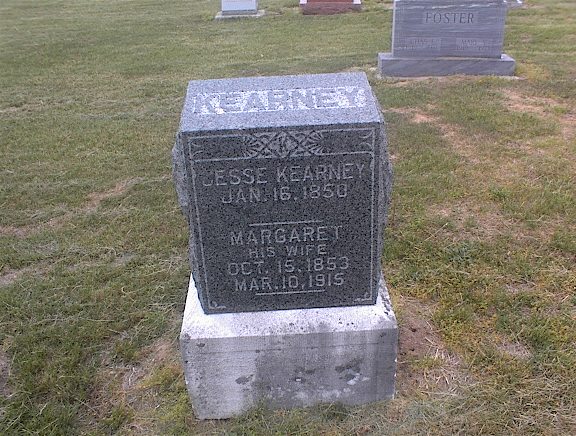 FOSTER
KEARNEY
K
JESSE KEARNEY
JAN. 16. 1850
MARGARET
HIS WIFE
OCT. 15. 1853
MAR. 10, 1915